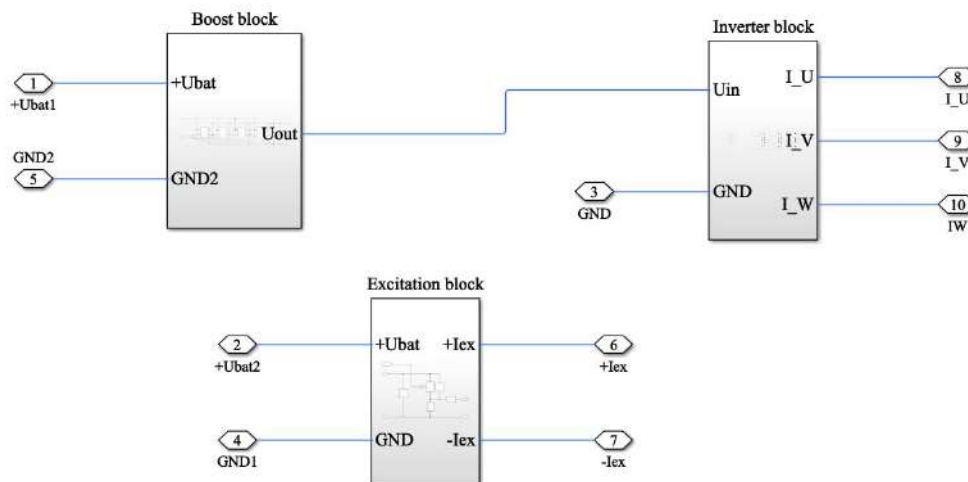 Boost block
Inverter block
1
+Ubat1
+Ubat
Uout
GND2
5
GND2
Uin
I_U
8
I_U
I_V
9
I_V
3
GND
GND
I_W
10
IW
Excitation block
2
+Ubat2
+Ubat
+Iex
6
+Iex
4
GND1
GND
-Iex
7
-Iex